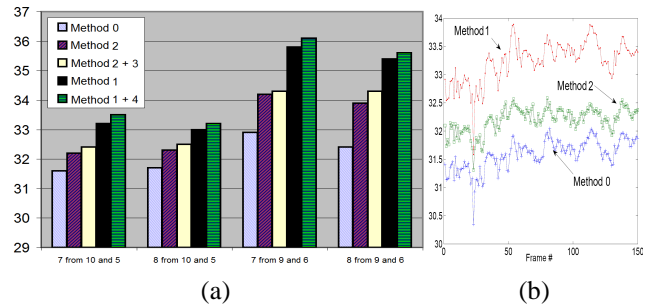 37
36
35
34
33
32
31
30
29
Method 0
Method 2
Method 2 + 3
Method 1
Method 1 + 4
7 from 10 and 5
8 from 10 and 5
7 from 9 and 6
8 from 9 and 6
(a)
34
33.5
33
32.5
32
31.5
31
30.5
30
Method 1
Method 2
Method 0
0
50
100
150
Frame #
(b)